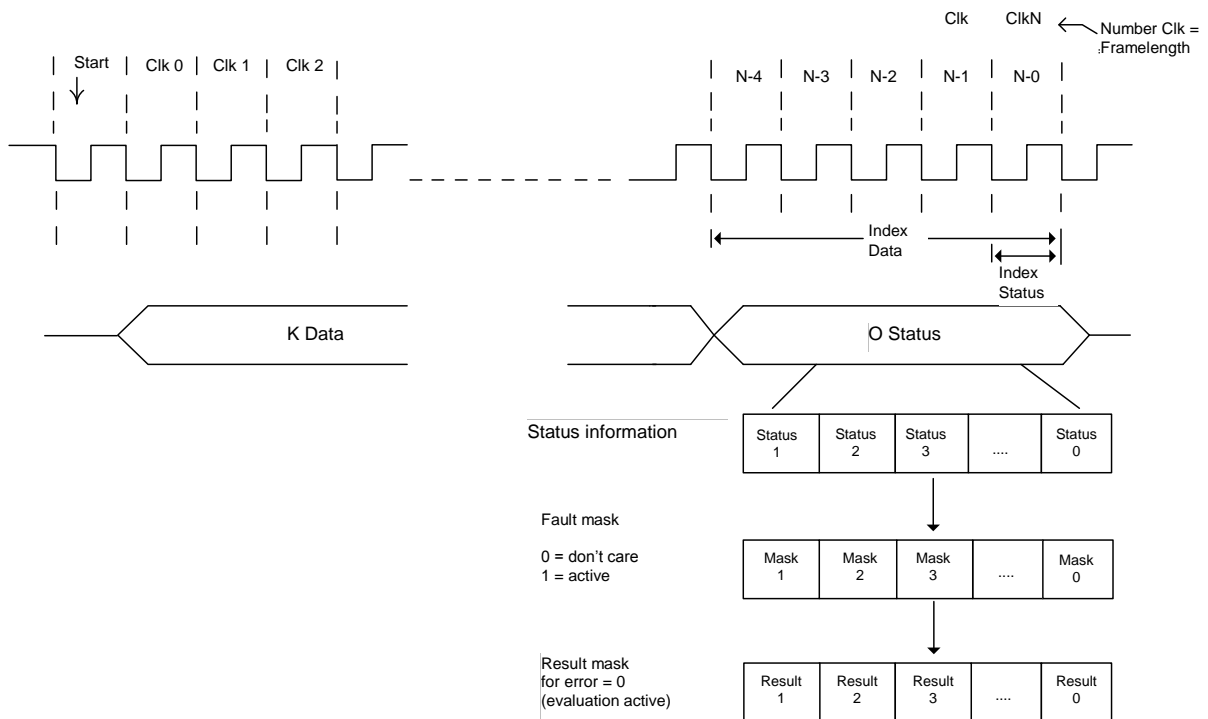 Clk ClkN
Number Clk =
:Framelength
Start Clk 0 Clk 1 Clk 2 N-4 N-3 N-2 N-1 N-0
Index
Data
Index
Status
K Data O Status
Status information
Status Status Status Status
1 2 3 .... 0
Fault mask
0 = don't care
1 = active
Mask Mask Mask Mask
1 2 3 .... 0
Result mask
for error = 0
(evaluation active)
Result Result Result Result
1 2 3 .... 0